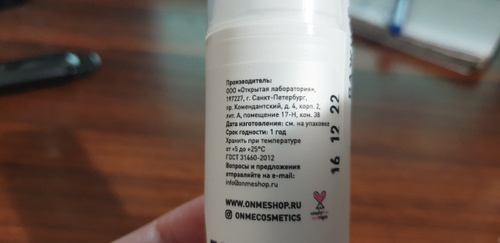 Производитель:
ООО «Открытая лаборатория»,
197227, г. Санкт-Петербург,
пр. Комендантский, д. 4, корп. 2,
лит. А, помещение 17-Н, ком. 38
Дата изготовления: см. на упаковке
Срок годности: 1 год
Хранить при температуре
от +5 до +25°C
ГОСТ 31460-2012
Вопросы и предложения
отправляйте на e-mail:
info@onmeshop.ru
WWW.ONMESHOP.RU
ONMECOSMETICS
16 12 22